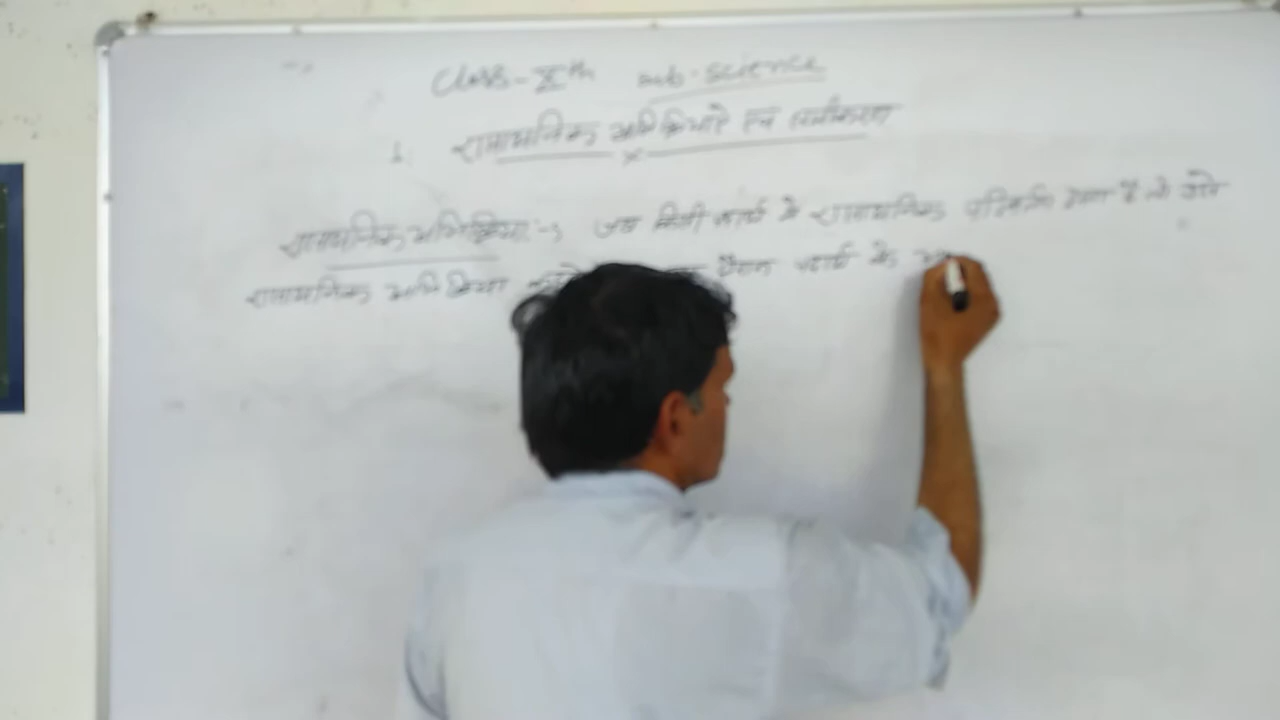 Class-Xth sub-science
1. रासायनिक अभिक्रियाएँ एवं समीकरण
रासायनिक अभिक्रिया:-> जब किसी पदार्थ में रासायनिक परिवर्तन होता है तो उसे
रासायनिक अभिक्रिया पदार्थ के